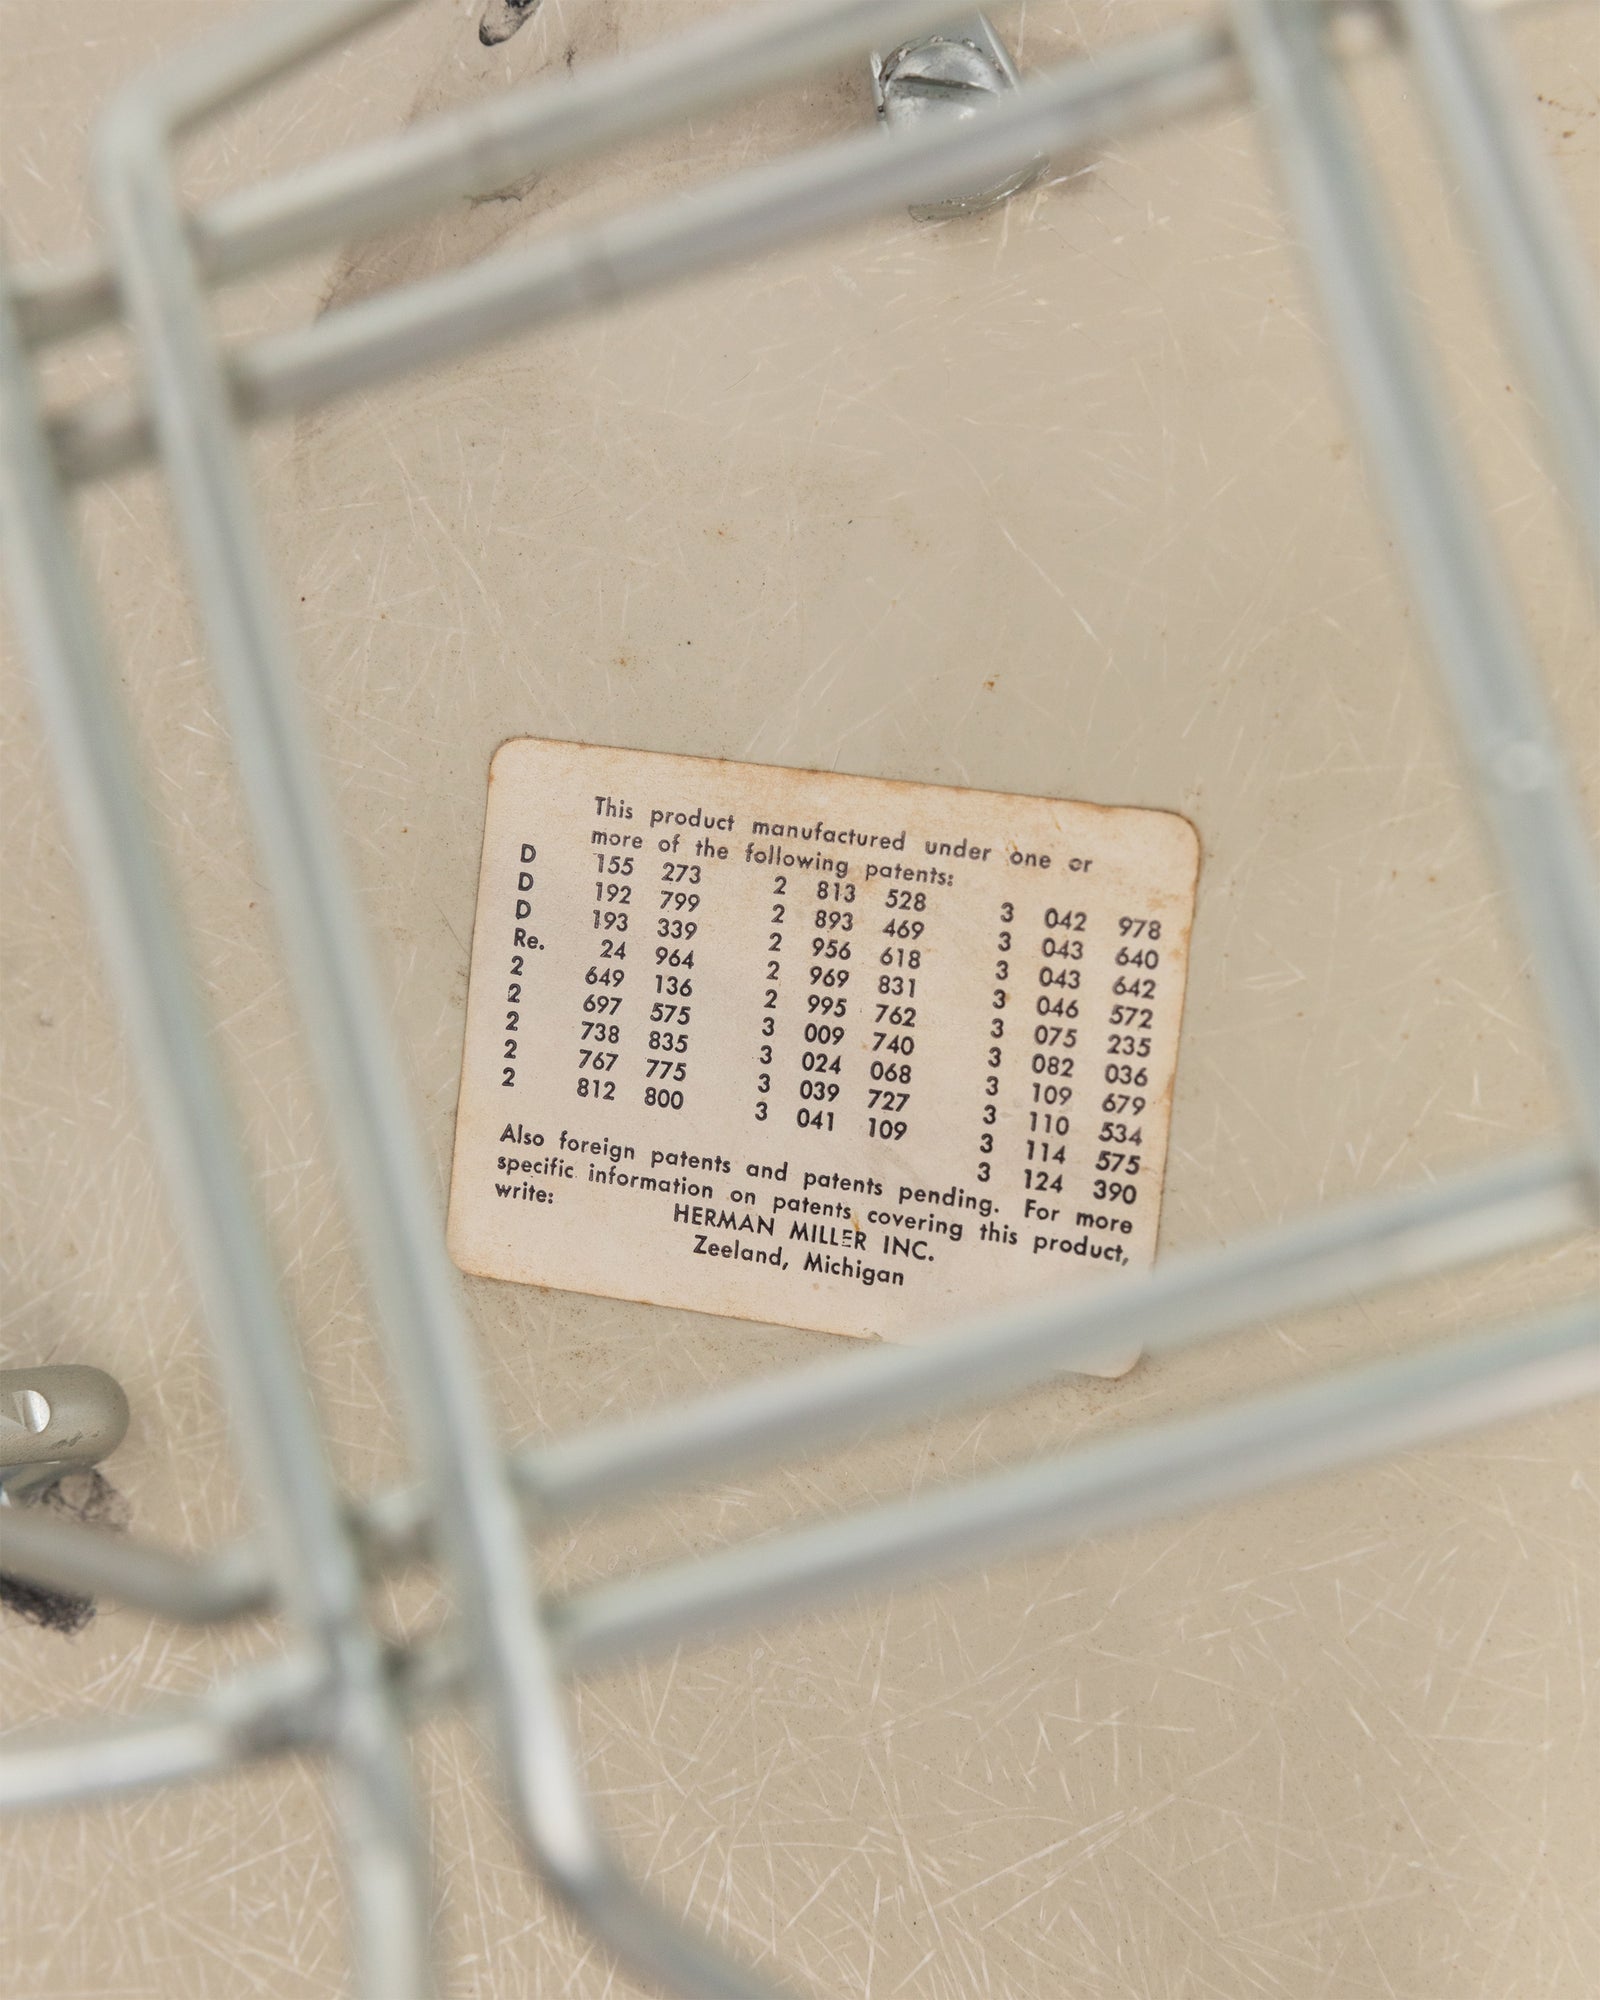 This product manufactured under one or
more of the following patents:
D 155 273 2 813 528 3 042 978
D 192 799 2 893 469 3 043 640
D 193 339 2 956 618 3 043 642
Re. 24 964 2 969 831 3 046 572
2 649 136 2 995 762 3 075 235
2 697 575 3 009 740 3 082 036
2 738 835 3 024 068 3 109 679
2 767 775 3 039 727 3 110 534
2 812 800 3 041 109 3 114 575
3 124 390
Also foreign patents and patents pending. For more
specific information on patents covering this product,
write:
HERMAN MILLER INC.
Zeeland, Michigan